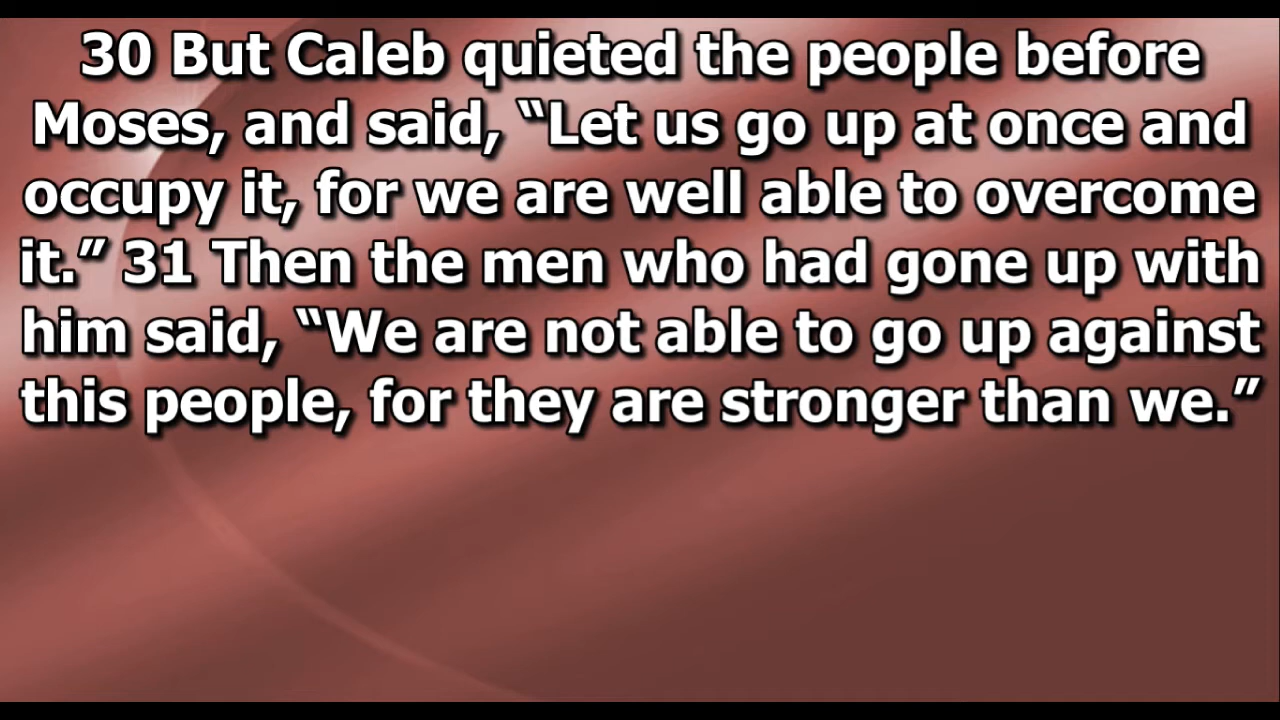 30 But Caleb quieted the people before
Moses, and said, “Let us go up at once and
occupy it, for we are well able to overcome
it.” 31 Then the men who had gone up with
him said, “We are not able to go up against
this people, for they are stronger than we.”